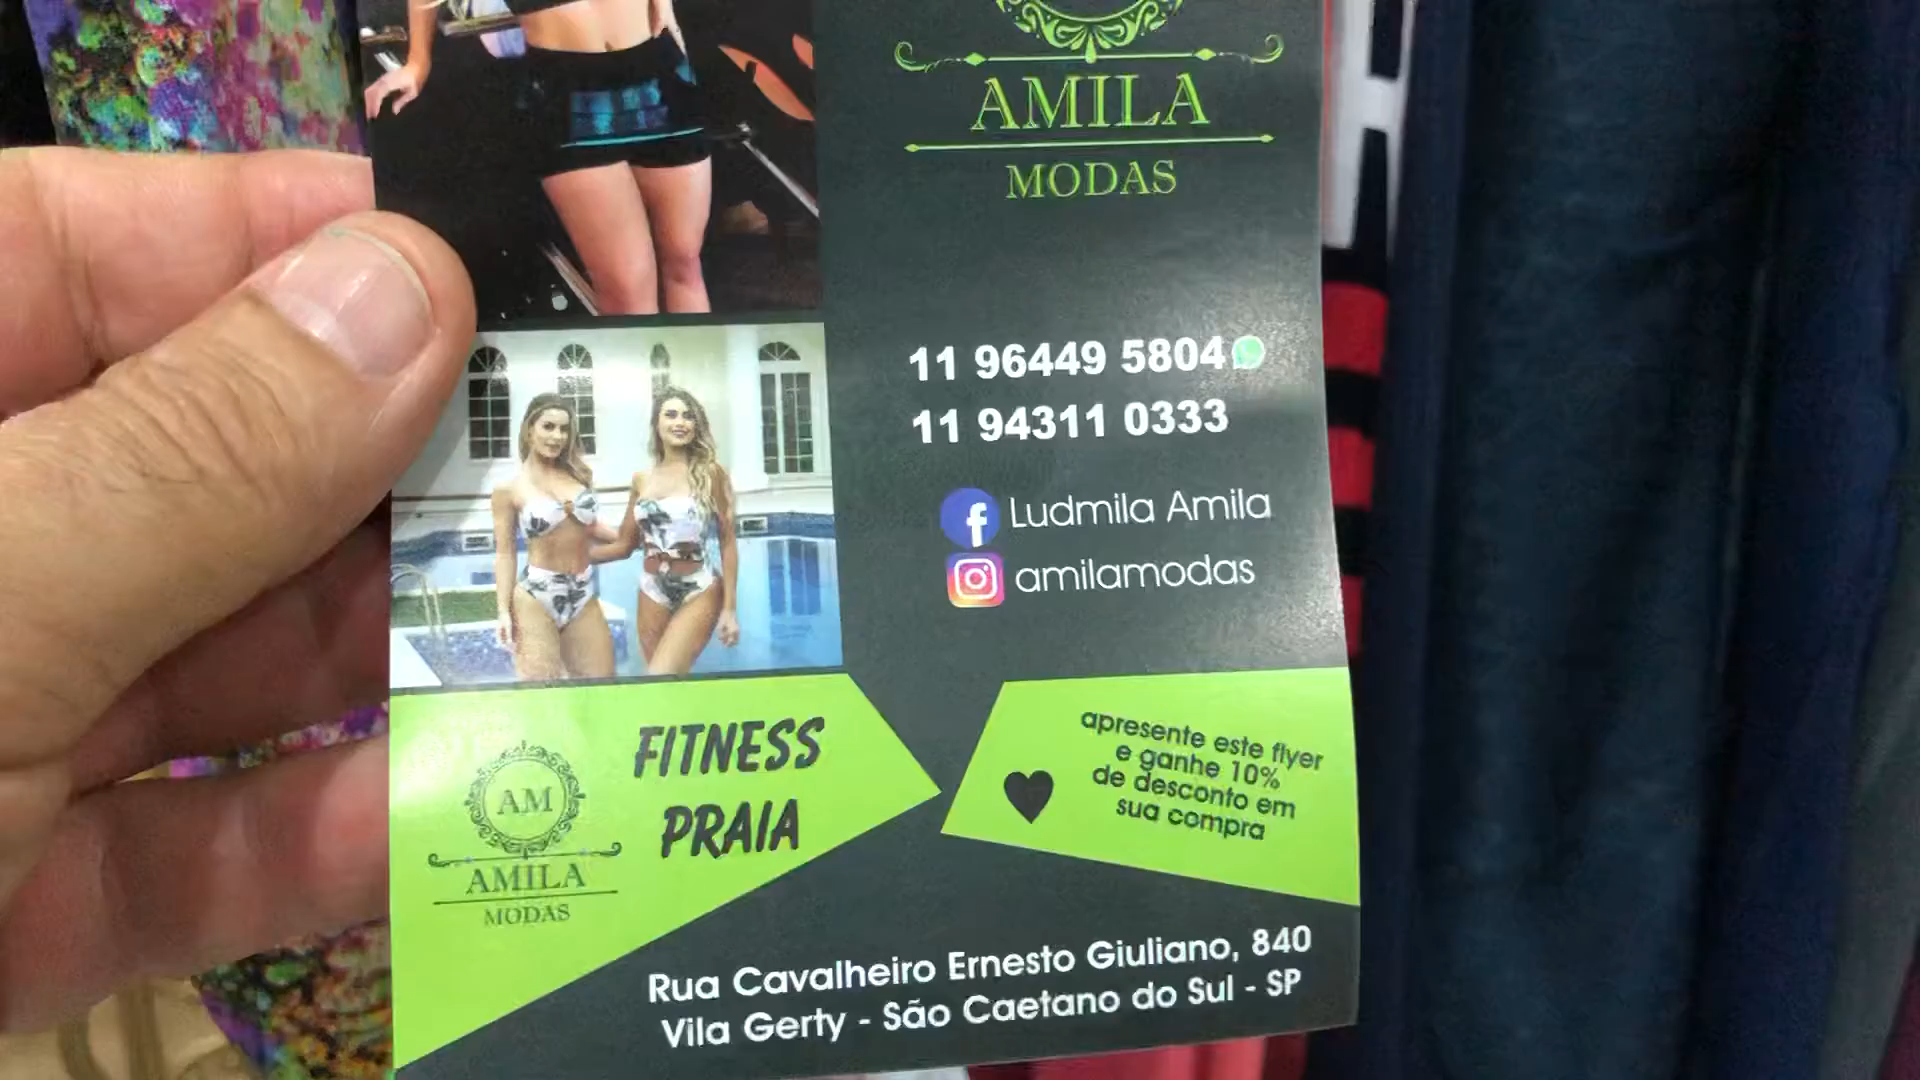 AMILA
MODAS
11 96449 5804
11 94311 0333
Ludmila Amila
amilamodas
FITNESS
PRAIA
AM
AMILA
MODAS
apresente este flyer
e ganhe 10%
de desconto em
sua compra
Rua Cavalheiro Ernesto Giuliano, 840
Vila Gerty - São Caetano do Sul - SP